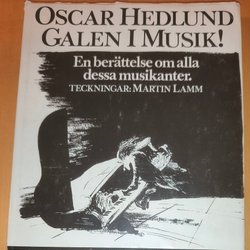 OSCAR HEDLUND
GALEN I MUSIK!
En berättelse om alla
dessa musikanter.
TECKNINGAR: MARTIN LAMM